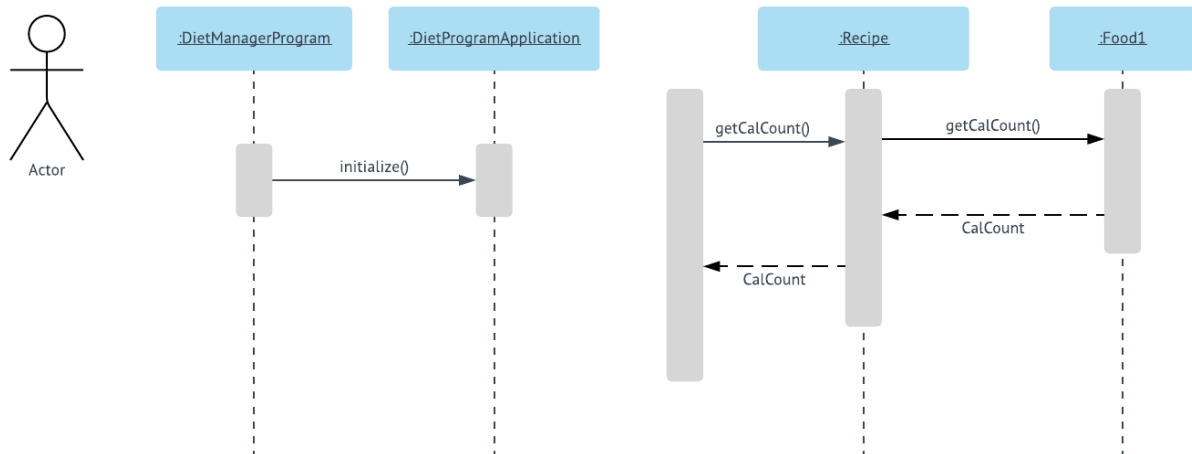 :DietManagerProgram
:DietProgramApplication
:Recipe
:Food1
Actor
initialize()
getCalCount()
getCalCount()
CalCount
CalCount